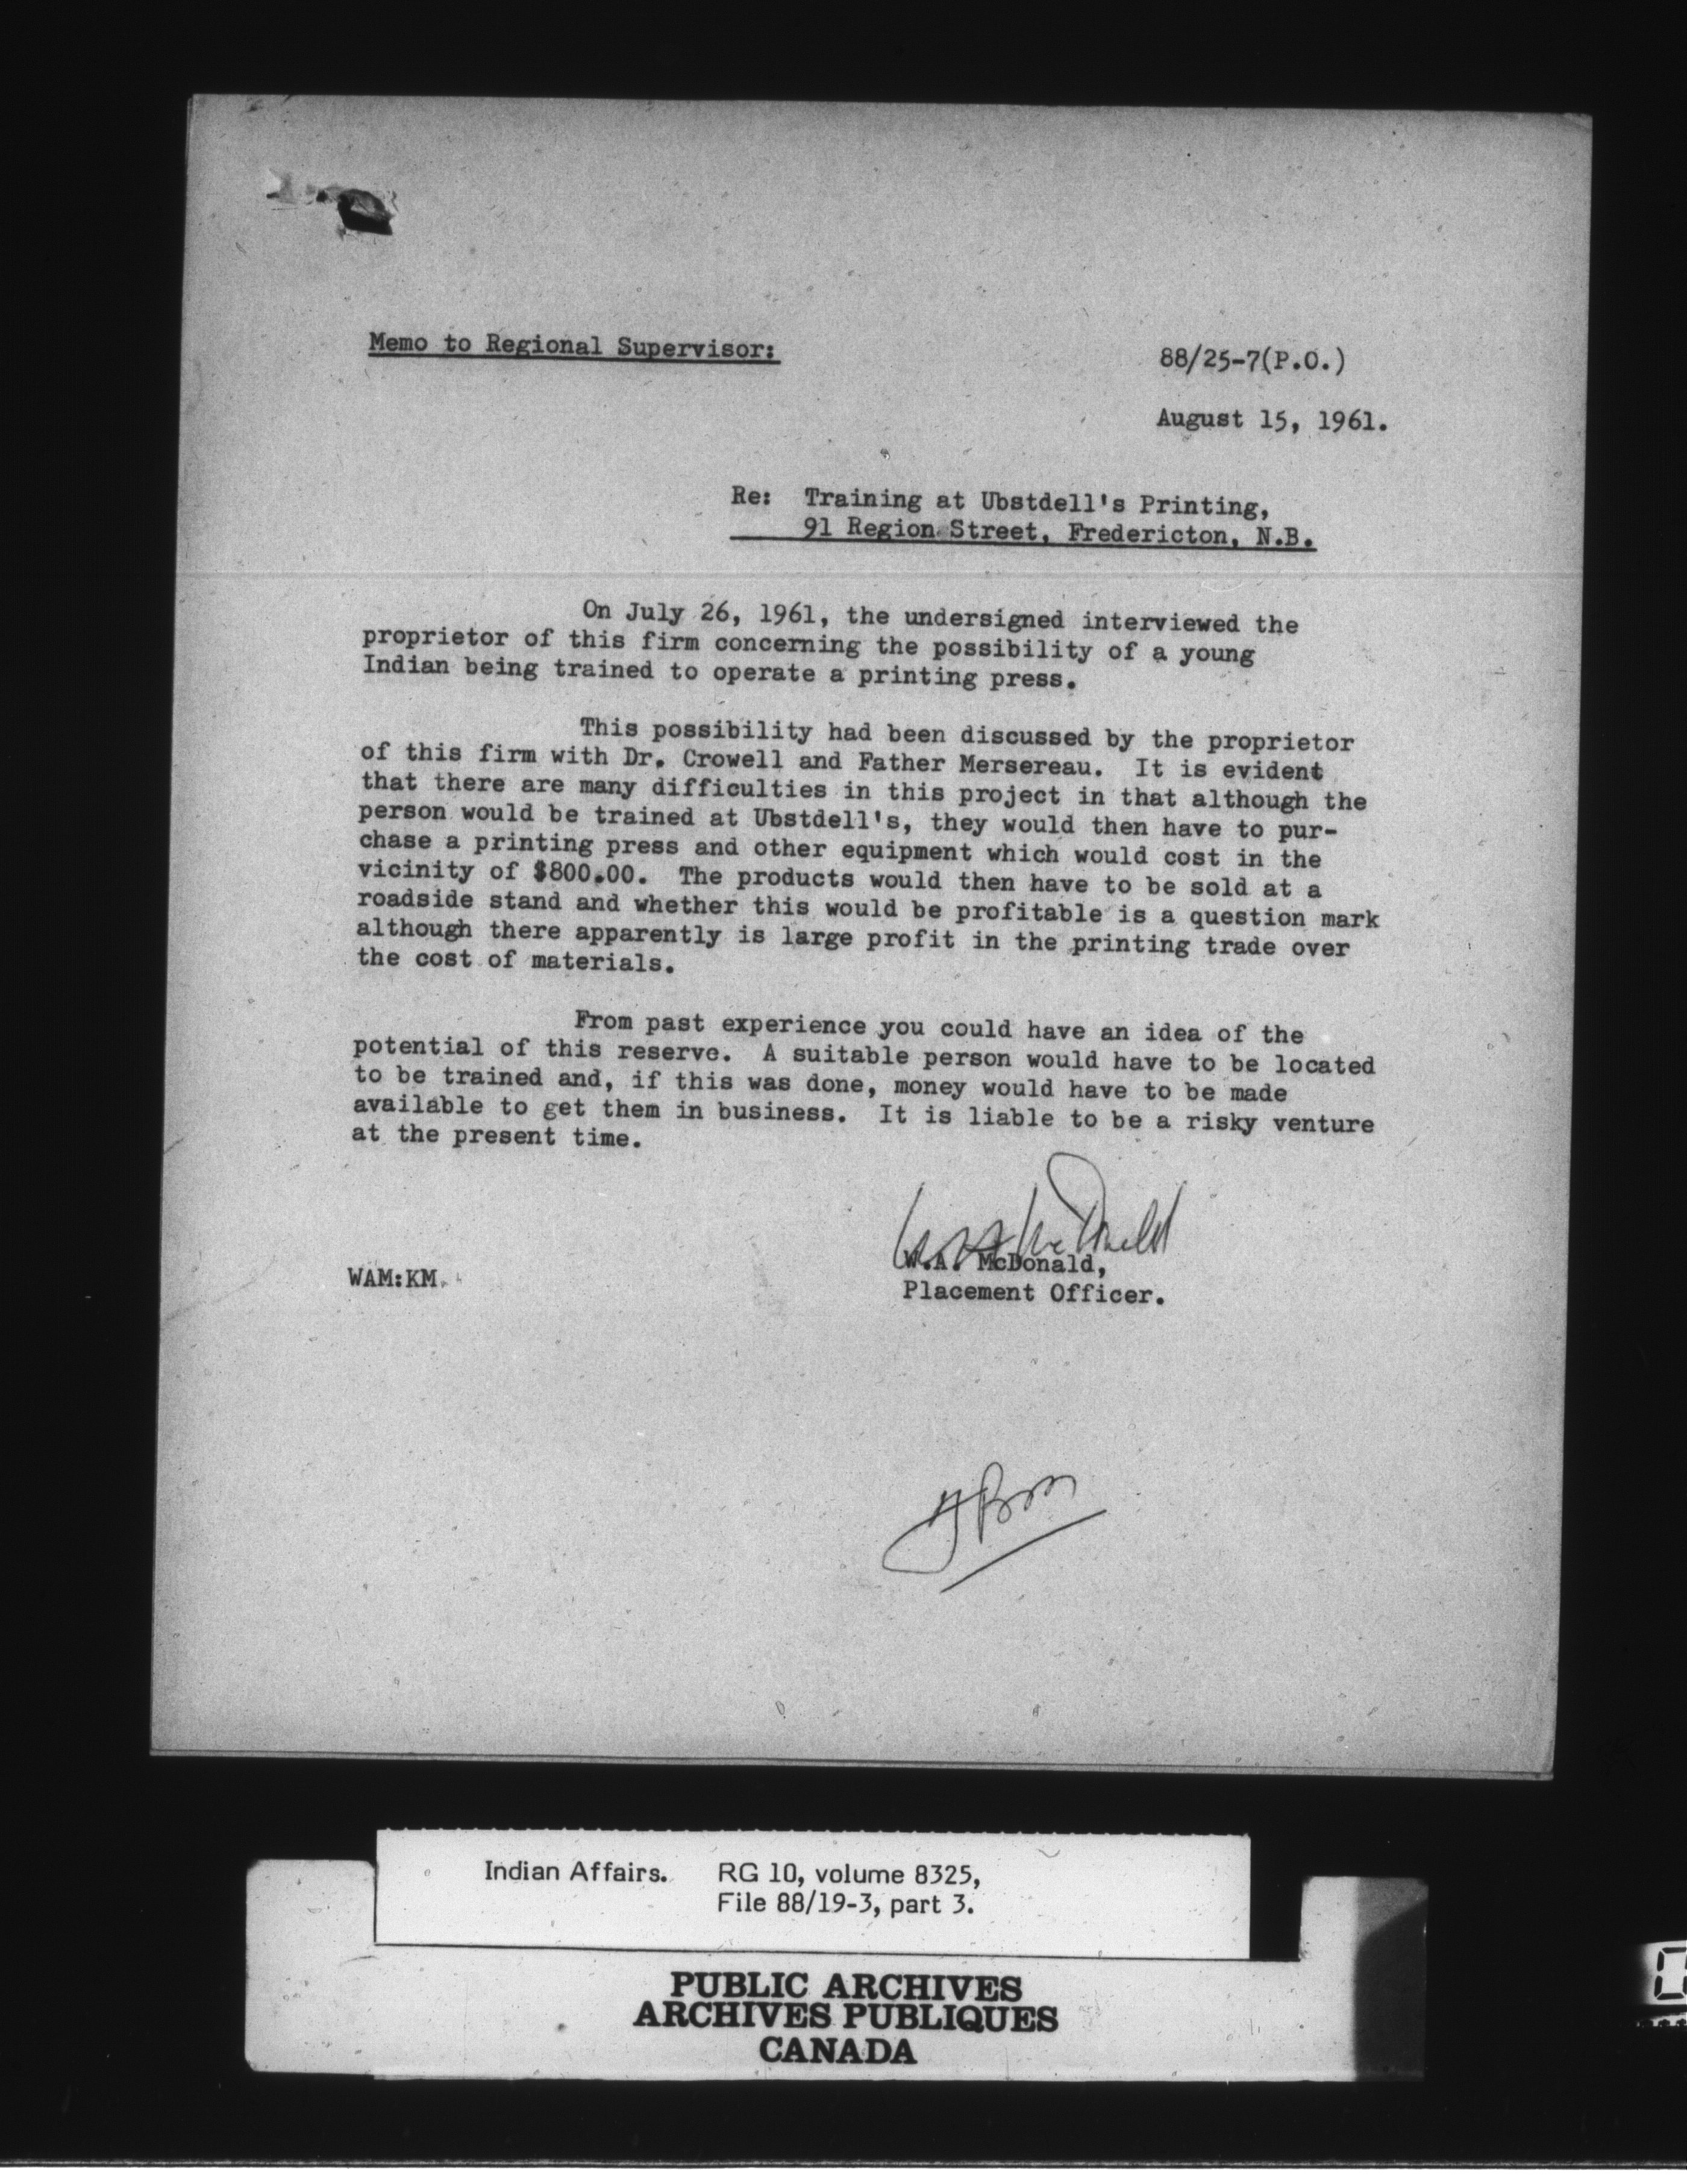 Memo to Regional Supervisor:
88/25-7(P.O.)
August 15, 1961.
Re: Training at Ubstdell's Printing,
91 Region Street, Fredericton, N.B.
On July 26, 1961, the undersigned interviewed the
proprietor of this firm concerning the possibility of a young
Indian being trained to operate a printing press.
This possibility had been discussed by the proprietor
of this firm with Dr. Crowell and Father Mersereau. It is evident
that there are many difficulties in this project in that although the
person would be trained at Ubstdell's, they would then have to pur-
chase a printing press and other equipment which would cost in the
vicinity of $800.00. The products would then have to be sold at a
roadside stand and whether this would be profitable is a question mark
although there apparently is large profit in the printing trade over
the cost of materials.
From past experience you could have an idea of the
potential of this reserve. A suitable person would have to be located
to be trained and, if this was done, money would have to be made
available to get them in business. It is liable to be a risky venture
at the present time.
W.A. McDonald
W.A. McDonald,
WAM:KM.
Placement Officer.
Indian Affairs. RG 10, volume 8325,
File 88/19-3, part 3.
PUBLIC ARCHIVES
ARCHIVES PUBLIQUES
CANADA